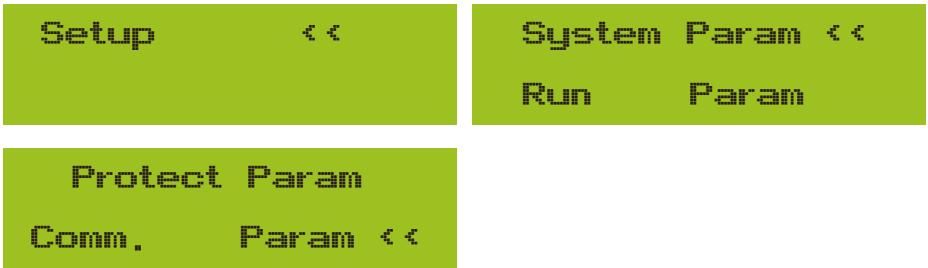 Setup <<
System Param <<
Run Param
Protect Param
Comm. Param <<